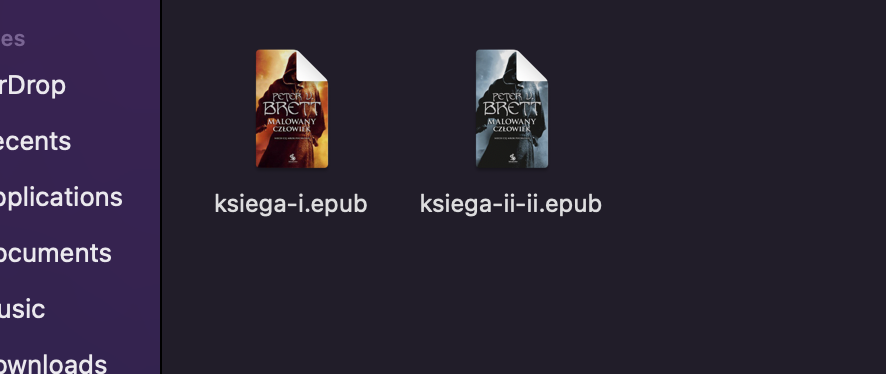 es
rDrop
ecents
pplications
ocuments
usic
ownloads
PETER V.
BRETT
MALOWANY
CZŁOWIEK
PETER V.
BRETT
MALOWANY
CZŁOWIEK
ksiega-i.epub
ksiega-ii-ii.epub